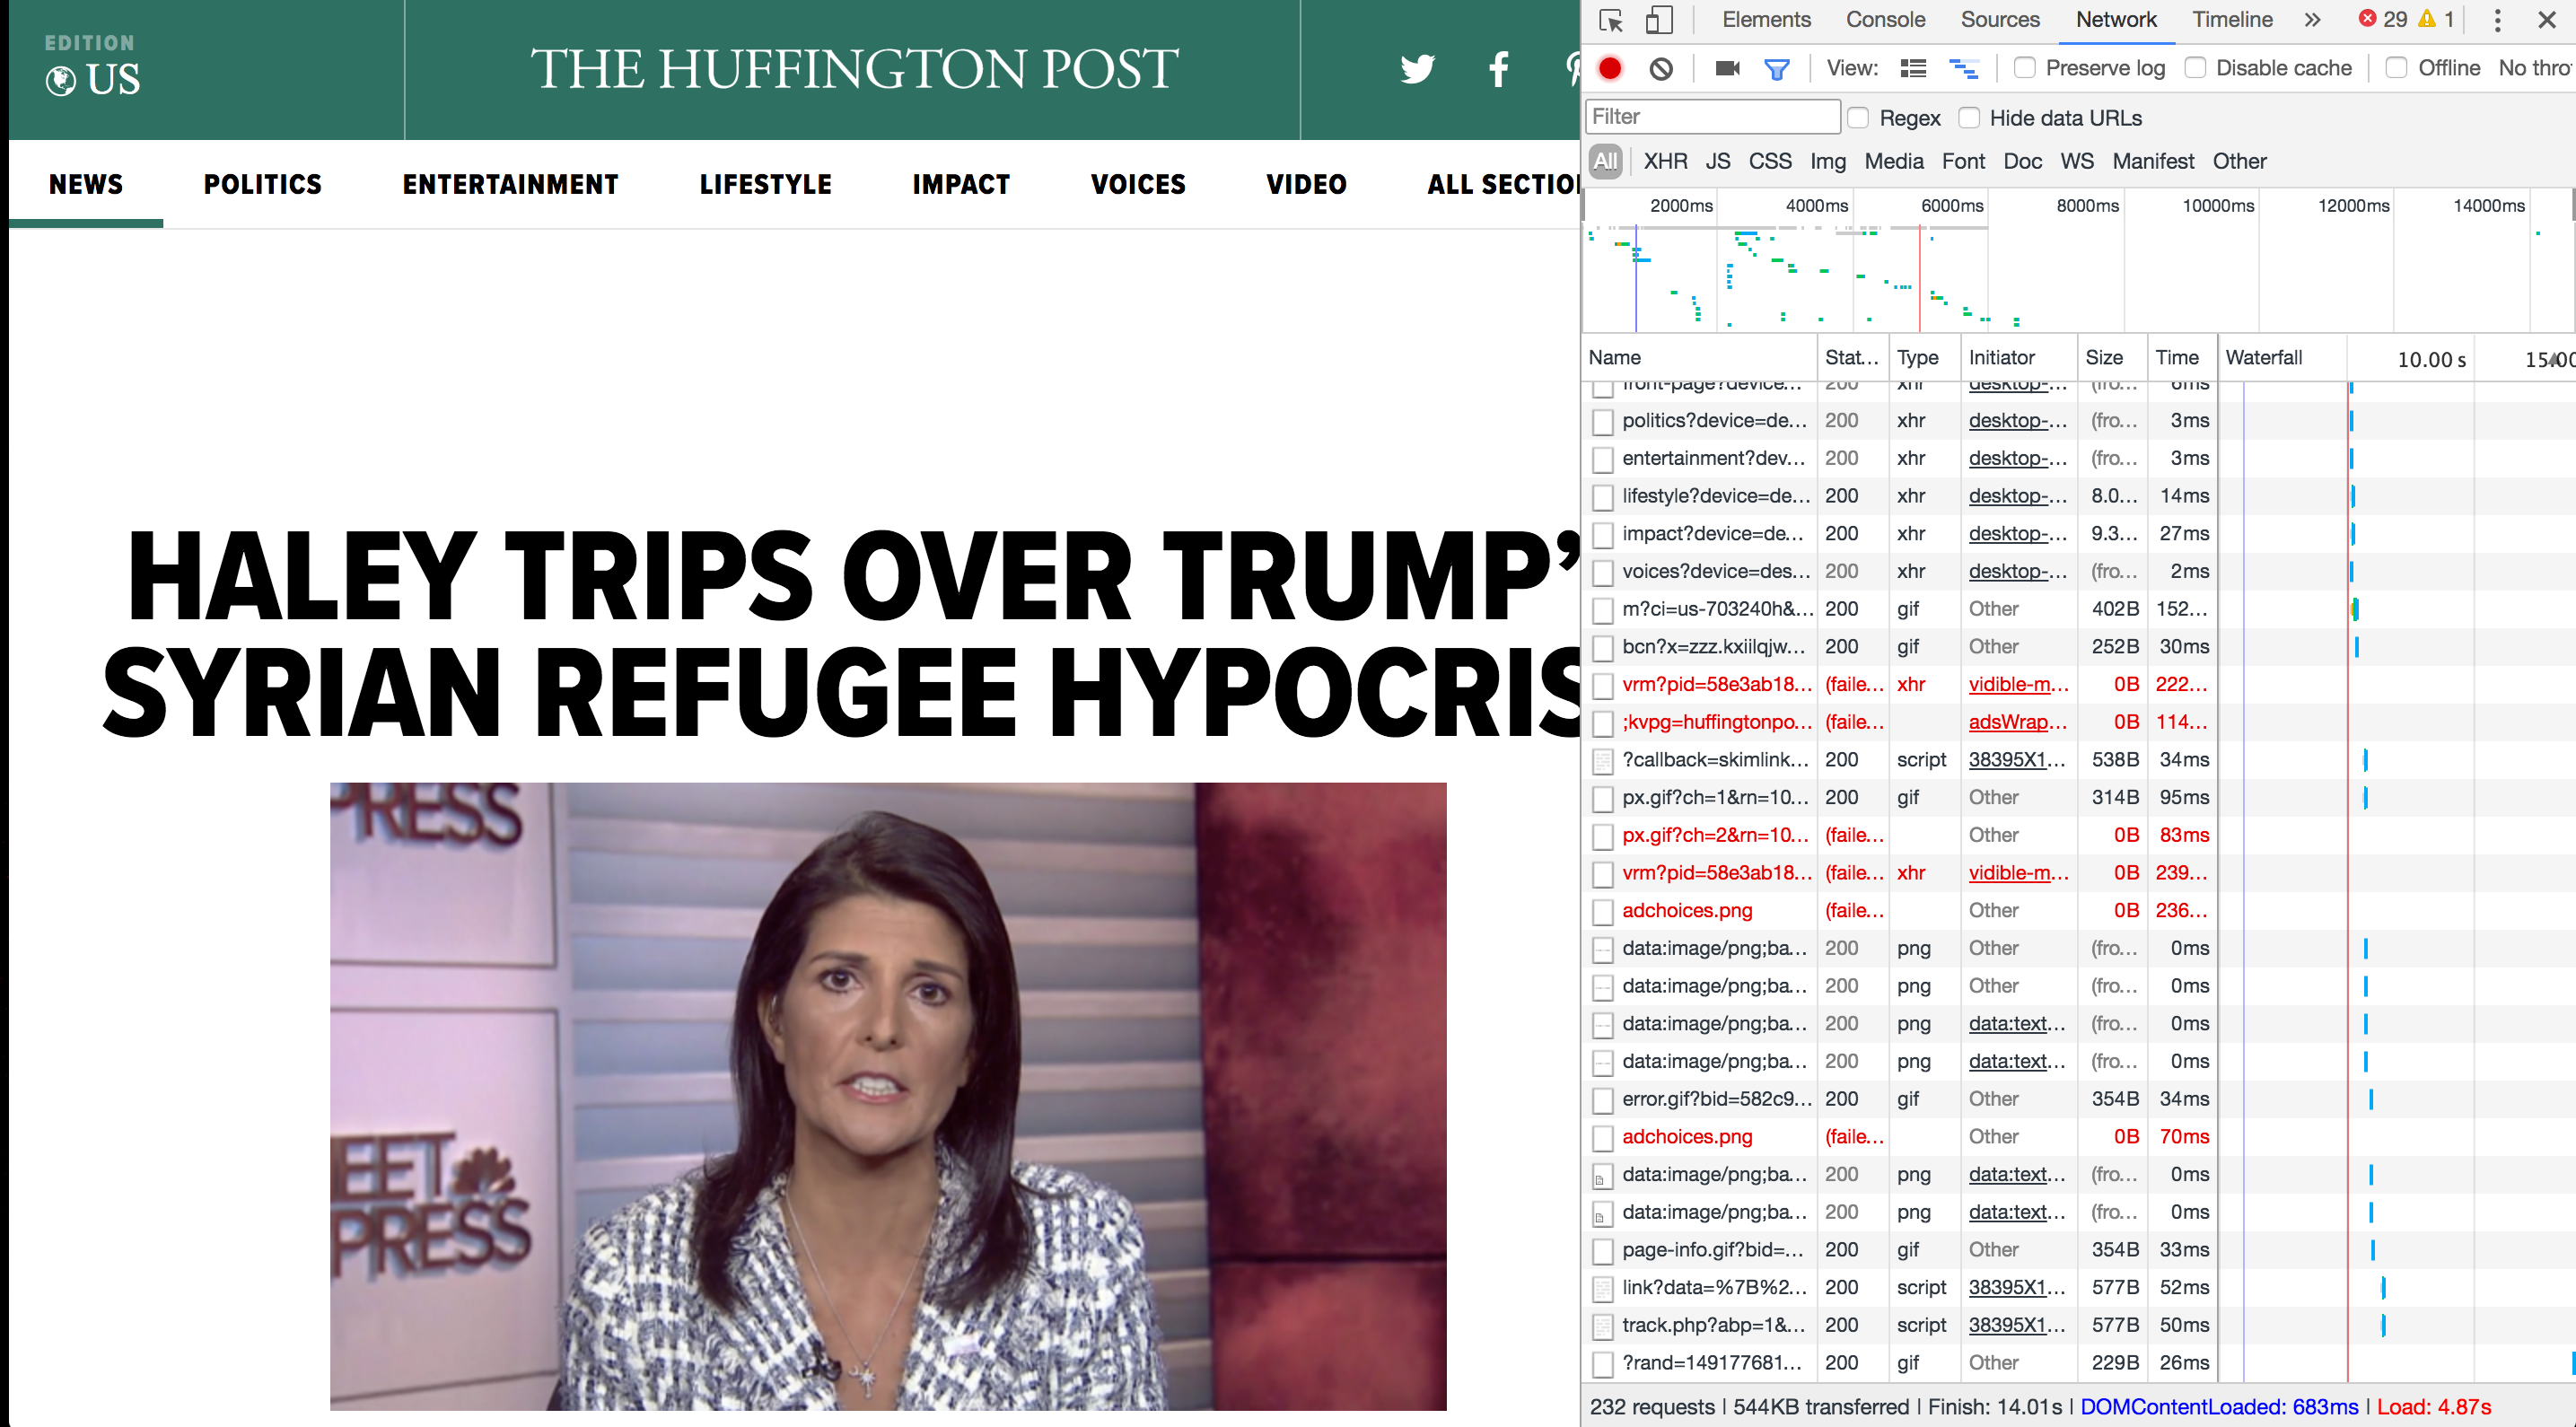 EDITION
US
THE HUFFINGTON POST
NEWS POLITICS ENTERTAINMENT LIFESTYLE IMPACT VOICES VIDEO ALL SECTIO
HALEY TRIPS OVER TRUMP'
SYRIAN REFUGEE HYPOCRIS
PRESS
EET
PRESS
Elements Console Sources Network Timeline » 29 1
View: Preserve log Disable cache Offline No thro
Filter Regex Hide data URLs
All XHR JS CSS Img Media Font Doc WS Manifest Other
2000ms 4000ms 6000ms 8000ms 10000ms 12000ms 14000ms
Name Stat... Type Initiator Size Time Waterfall 10.00 s 15.00
front-page?device... 200 xhr desktop-... (fro... 6ms
politics?device=de... 200 xhr desktop-... (fro... 3ms
entertainment?dev... 200 xhr desktop-... (fro... 3ms
lifestyle?device=de... 200 xhr desktop-... 8.0... 14ms
impact?device=de... 200 xhr desktop-... 9.3... 27ms
voices?device=des... 200 xhr desktop-... (fro... 2ms
m?ci=us-703240h&... 200 gif Other 402B 152...
bcn?x=zzz.kxiilqjw... 200 gif Other 252B 30ms
vrm?pid=58e3ab18... (faile... xhr vidible-m... 0B 222...
;kvpg=huffingtonpo... (faile... adsWrap... 0B 114...
?callback=skimlink... 200 script 38395X1... 538B 34ms
px.gif?ch=1&rn=10... 200 gif Other 314B 95ms
px.gif?ch=2&rn=10... (faile... Other 0B 83ms
vrm?pid=58e3ab18... (faile... xhr vidible-m... 0B 239...
adchoices.png (faile... Other 0B 236...
data:image/png;ba... 200 png Other (fro... 0ms
data:image/png;ba... 200 png Other (fro... 0ms
data:image/png;ba... 200 png data:text... (fro... 0ms
data:image/png;ba... 200 png data:text... (fro... 0ms
error.gif?bid=582c9... 200 gif Other 354B 34ms
adchoices.png (faile... Other 0B 70ms
data:image/png;ba... 200 png data:text... (fro... 0ms
data:image/png;ba... 200 png data:text... (fro... 0ms
page-info.gif?bid=... 200 gif Other 354B 33ms
link?data=%7B%2... 200 script 38395X1... 577B 52ms
track.php?abp=1&... 200 script 38395X1... 577B 50ms
?rand=149177681... 200 gif Other 229B 26ms
232 requests | 544KB transferred | Finish: 14.01s | DOMContentLoaded: 683ms | Load: 4.87s